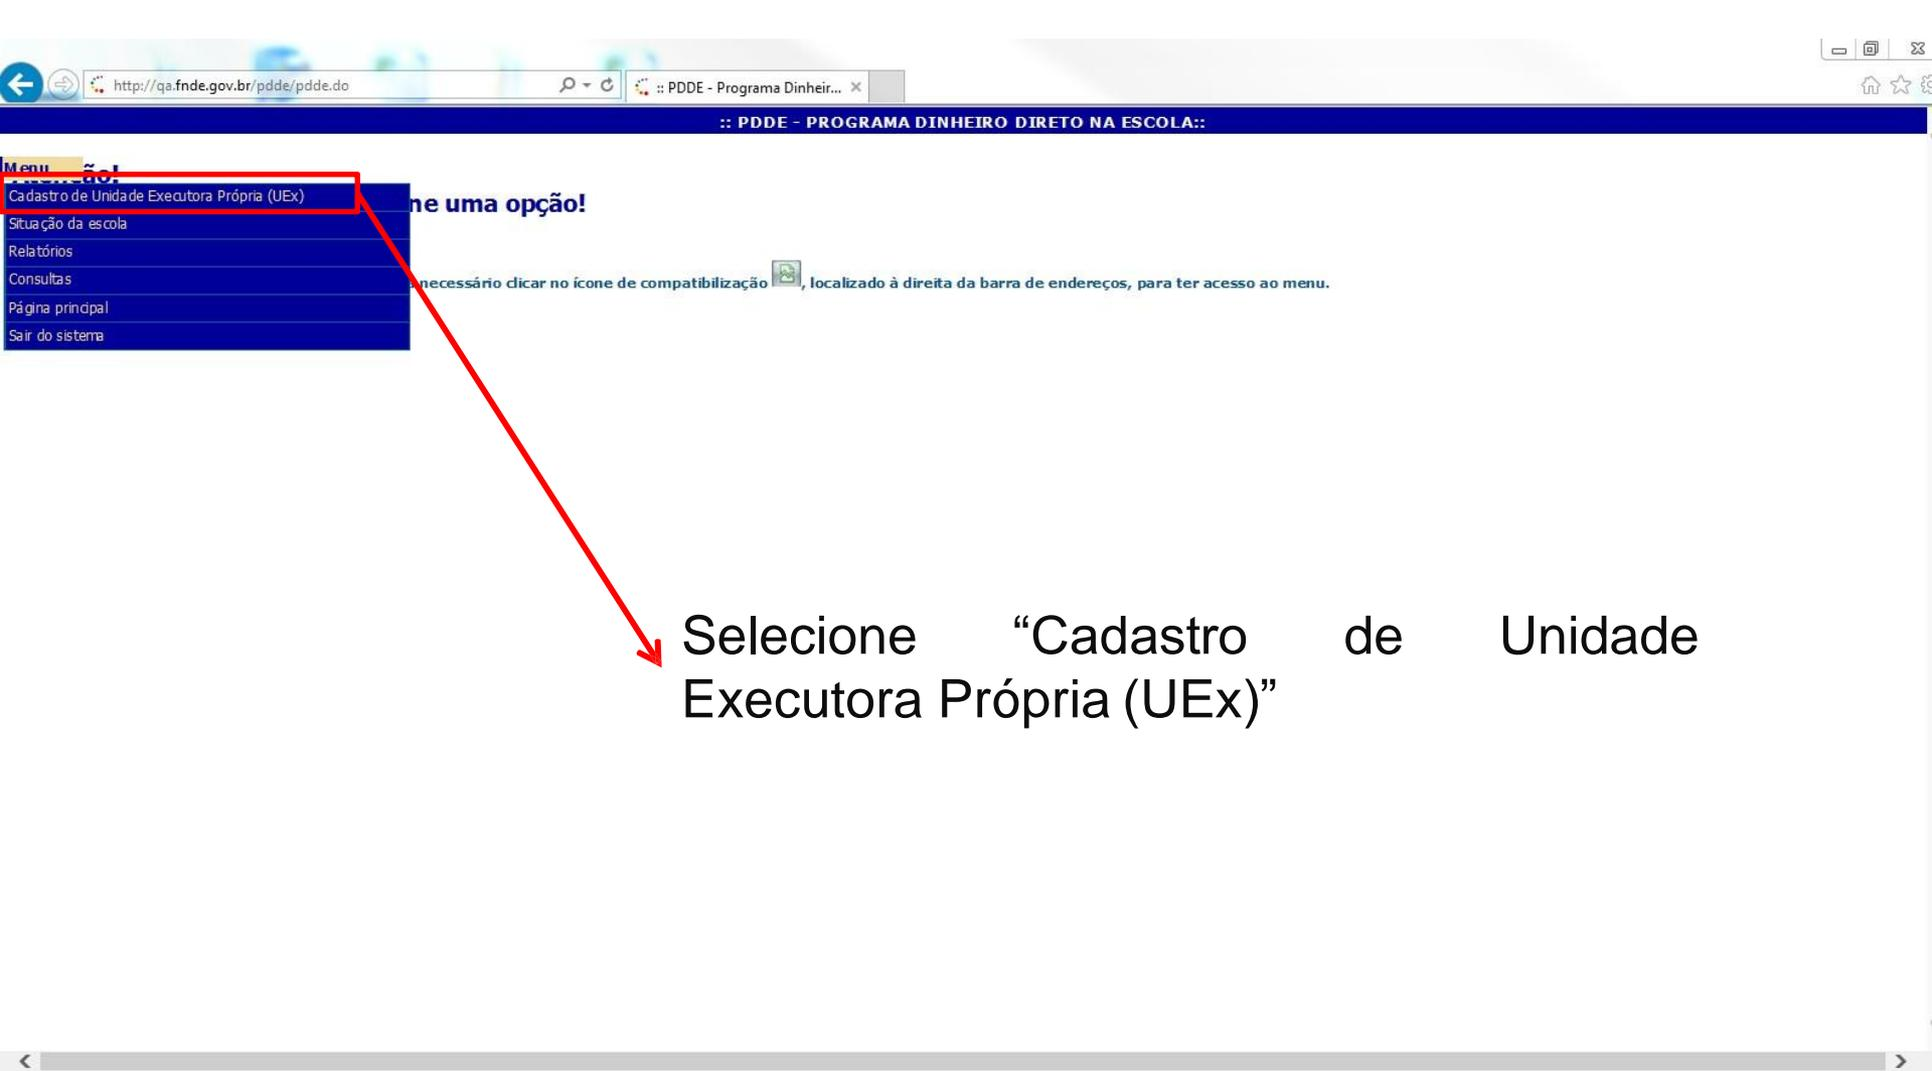 http://qa.fnde.gov.br/pdde/pdde.do
:: PDDE - Programa Dinheir...
:: PDDE - PROGRAMA DINHEIRO DIRETO NA ESCOLA::
Menu
ão!
Cadastro de Unidade Executora Própria (UEx)
ne uma opção!
Situação da escola
Relatórios
Consultas
necessário clicar no ícone de compatibilização , localizado à direita da barra de endereços, para ter acesso ao menu.
Página principal
Sair do sistema
Selecione “Cadastro de Unidade
Executora Própria (UEx)”